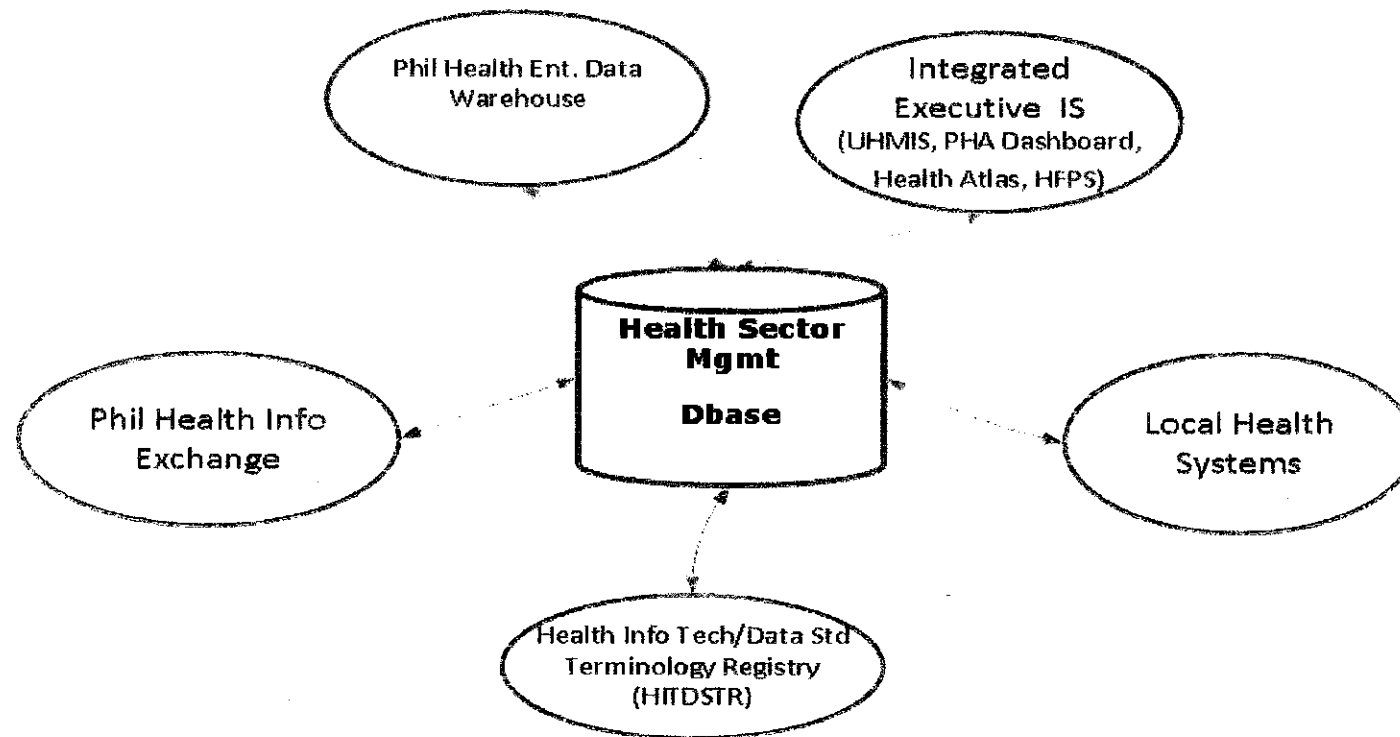 Phil Health Ent. Data
Warehouse
Integrated
Executive IS
(UHMIS, PHA Dashboard,
Health Atlas, HFPS)
Health Sector
Mgmt
Dbase
Phil Health Info
Exchange
Local Health
Systems
Health Info Tech/Data Std
Terminology Registry
(HITDSTR)